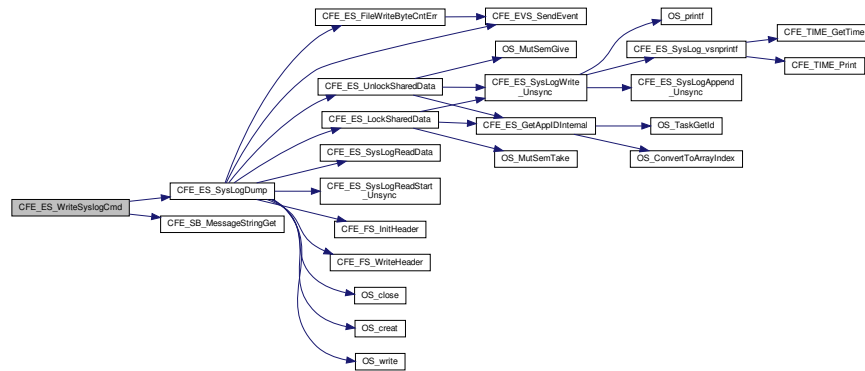 CFE_ES_FileWriteByteCntErr
CFE_EVS_SendEvent
OS_printf
CFE_TIME_GetTime
OS_MutSemGive
CFE_ES_SysLog_vsnprintf
CFE_TIME_Print
CFE_ES_UnlockSharedData
CFE_ES_SysLogWrite
_Unsync
CFE_ES_SysLogAppend
_Unsync
CFE_ES_LockSharedData
CFE_ES_GetAppIDInternal
OS_TaskGetId
CFE_ES_SysLogReadData
OS_MutSemTake
OS_ConvertToArrayIndex
CFE_ES_SysLogDump
CFE_ES_SysLogReadStart
_Unsync
CFE_ES_WriteSyslogCmd
CFE_SB_MessageStringGet
CFE_FS_InitHeader
CFE_FS_WriteHeader
OS_close
OS_creat
OS_write